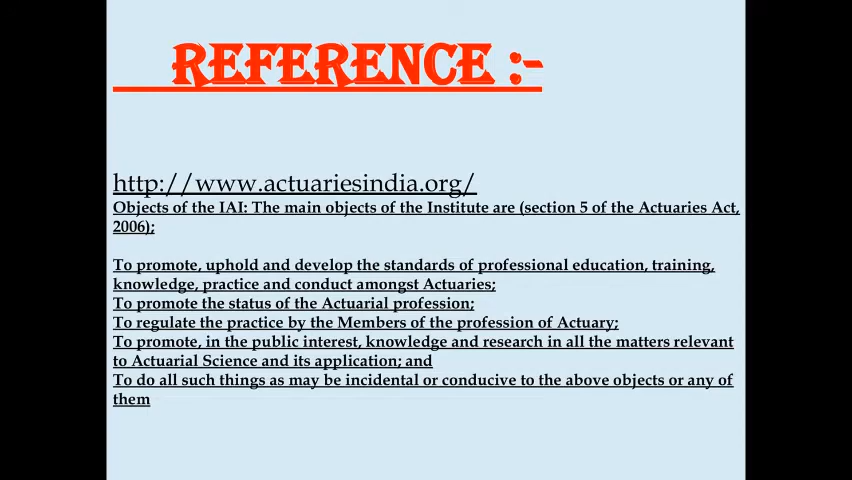 REFERENCE :-
http://www.actuariesindia.org/
Objects of the IAI: The main objects of the Institute are (section 5 of the Actuaries Act,
2006);
To promote, uphold and develop the standards of professional education, training,
knowledge, practice and conduct amongst Actuaries;
To promote the status of the Actuarial profession;
To regulate the practice by the Members of the profession of Actuary;
To promote, in the public interest, knowledge and research in all the matters relevant
to Actuarial Science and its application; and
To do all such things as may be incidental or conducive to the above objects or any of
them